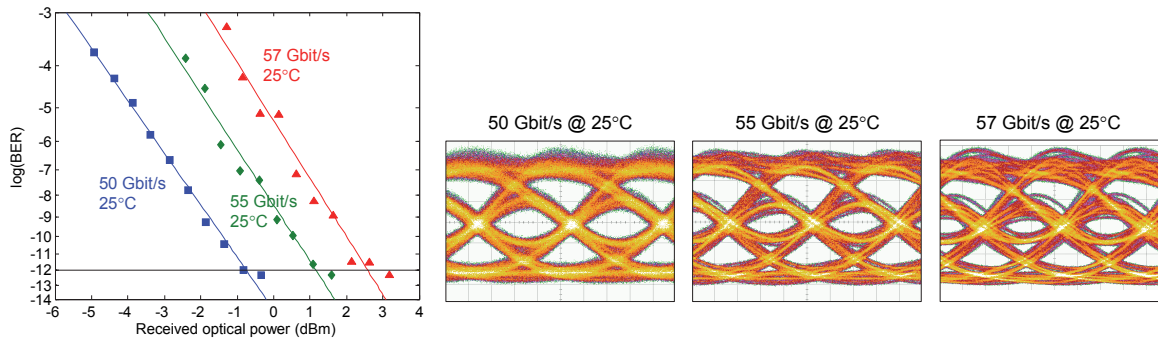 -3
-4
-5
-6
-7
-8
-9
-10
-11
-12
-13
-14
log(BER)
-6 -5 -4 -3 -2 -1 0 1 2 3 4
Received optical power (dBm)
57 Gbit/s
25°C
50 Gbit/s
25°C
55 Gbit/s
25°C
50 Gbit/s @ 25°C
55 Gbit/s @ 25°C
57 Gbit/s @ 25°C